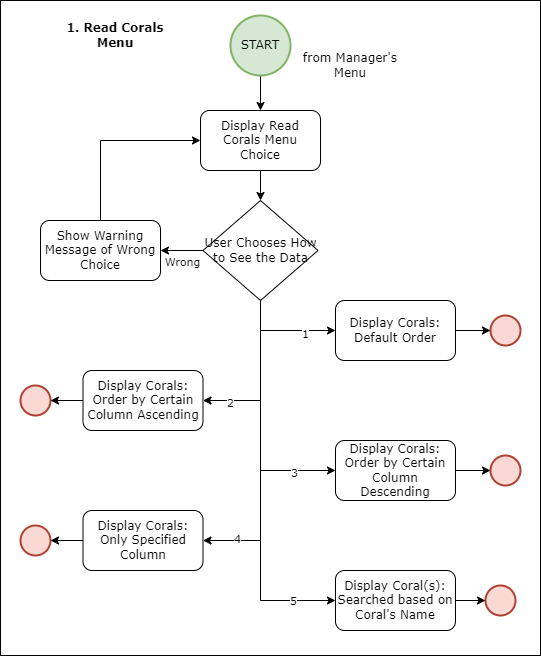 1. Read Corals
Menu
START
from Manager's
Menu
Display Read
Corals Menu
Choice
Show Warning
Message of Wrong
Choice
User Chooses How
to See the Data
Wrong
1
Display Corals:
Default Order
Display Corals:
Order by Certain
Column Ascending
2
3
Display Corals:
Order by Certain
Column
Descending
Display Corals:
Only Specified
Column
4
5
Display Coral(s):
Searched based on
Coral's Name